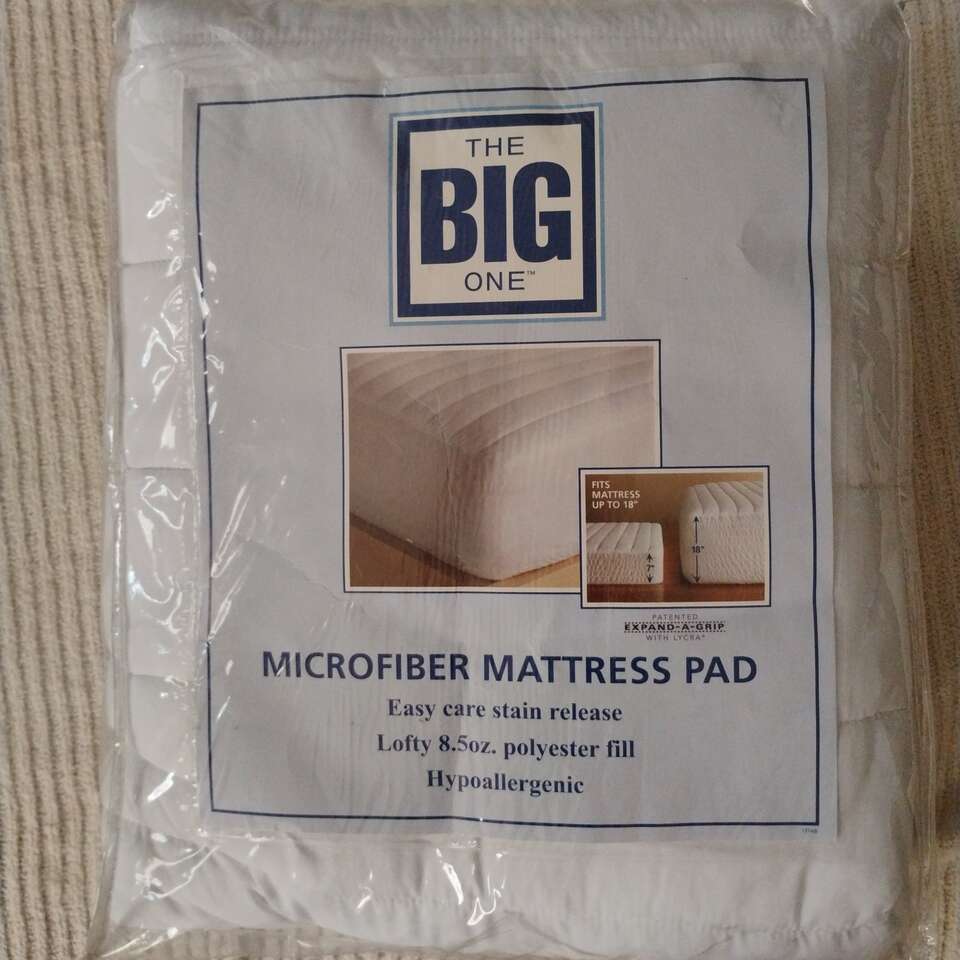 THE
BIG
ONE™
FITS
MATTRESS
UP TO 18"
18"
7"
PATENTED
EXPAND-A-GRIP
WITH LYCRA®
MICROFIBER MATTRESS PAD
Easy care stain release
Lofty 8.5oz. polyester fill
Hypoallergenic